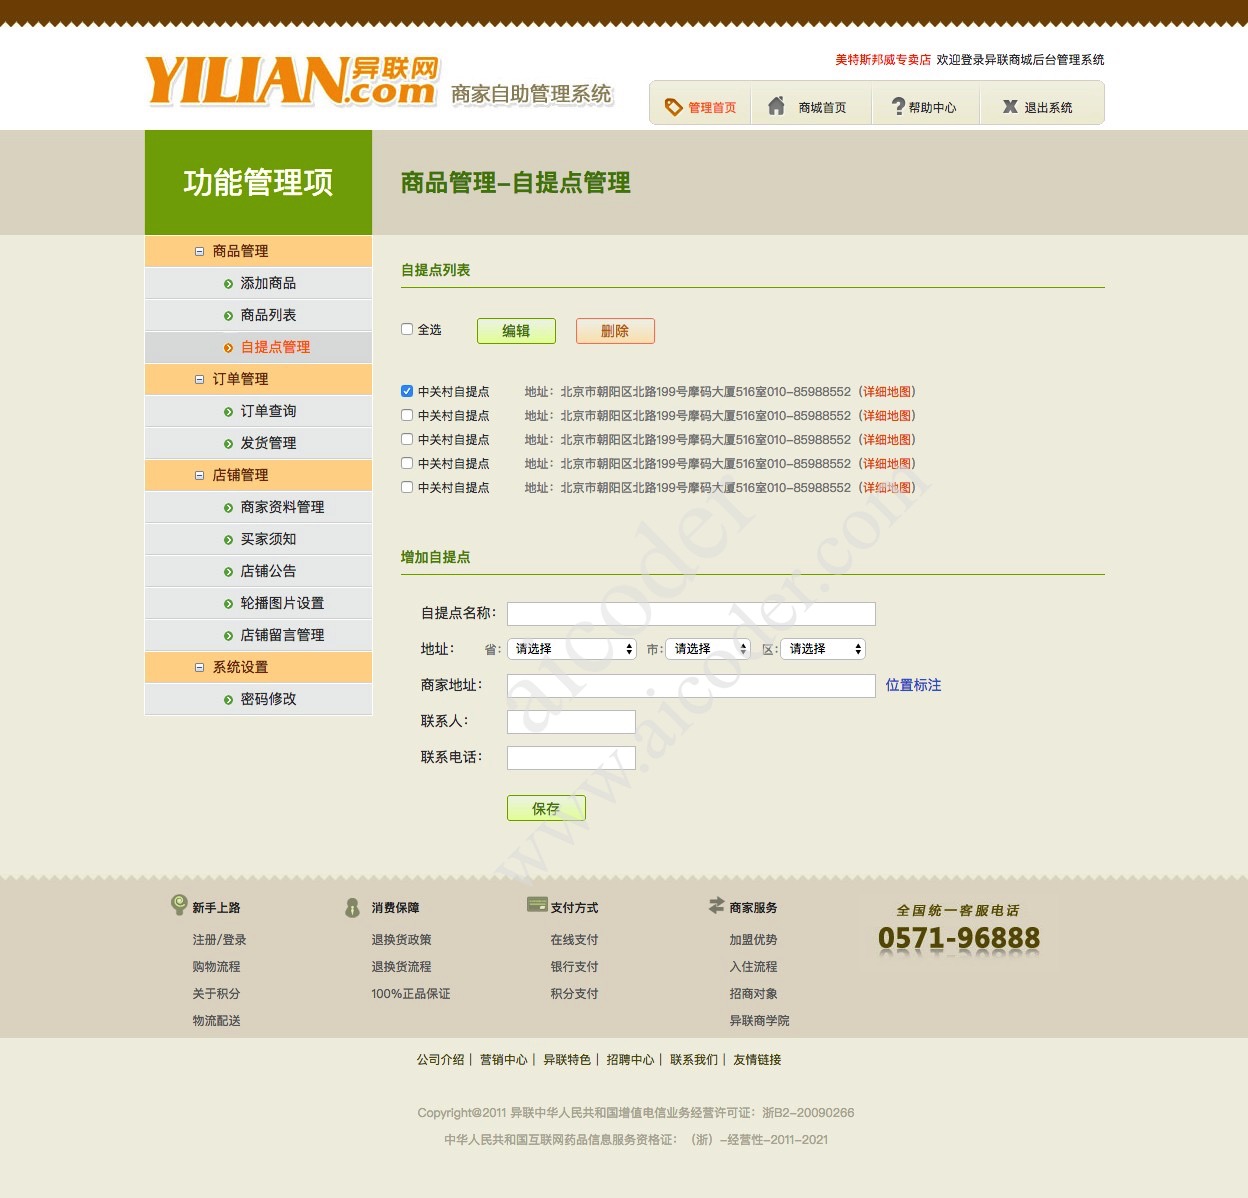 YILIAN.com 异联网 商家自助管理系统
美特斯邦威专卖店 欢迎登录异联商城后台管理系统
管理首页 商城首页 帮助中心 退出系统
功能管理项
商品管理-自提点管理
商品管理
添加商品
商品列表
自提点管理
订单管理
订单查询
发货管理
店铺管理
商家资料管理
买家须知
店铺公告
轮播图片设置
店铺留言管理
系统设置
密码修改
自提点列表
全选 编辑 删除
中关村自提点 地址：北京市朝阳区北路199号摩码大厦516室010-85988552（详细地图）
中关村自提点 地址：北京市朝阳区北路199号摩码大厦516室010-85988552（详细地图）
中关村自提点 地址：北京市朝阳区北路199号摩码大厦516室010-85988552（详细地图）
中关村自提点 地址：北京市朝阳区北路199号摩码大厦516室010-85988552（详细地图）
中关村自提点 地址：北京市朝阳区北路199号摩码大厦516室010-85988552（详细地图）
增加自提点
自提点名称：
地址： 省： 请选择 市： 请选择 区： 请选择
商家地址： 位置标注
联系人：
联系电话：
保存
aicoder
www.aicoder.com
新手上路
注册/登录
购物流程
关于积分
物流配送
消费保障
退换货政策
退换货流程
100%正品保证
支付方式
在线支付
银行支付
积分支付
商家服务
加盟优势
入住流程
招商对象
异联商学院
全国统一客服电话
0571-96888
公司介绍 | 营销中心 | 异联特色 | 招聘中心 | 联系我们 | 友情链接
Copyright@2011 异联中华人民共和国增值电信业务经营许可证：浙B2-20090266
中华人民共和国互联网药品信息服务资格证：（浙）-经营性-2011-2021